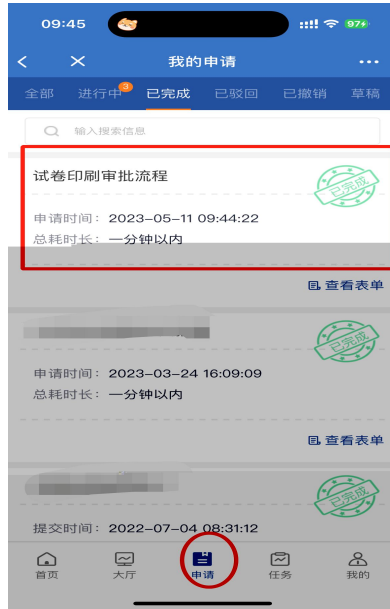 09:45
97
我的申请
全部 进行中 3 已完成 已驳回 已撤销 草稿
输入搜索信息
试卷印刷审批流程
已完成
申请时间：2023-05-11 09:44:22
总耗时长：一分钟以内
查看表单
已完成
申请时间：2023-03-24 16:09:09
总耗时长：一分钟以内
查看表单
已完成
提交时间：2022-07-04 08:31:12
首页 大厅 申请 任务 我的